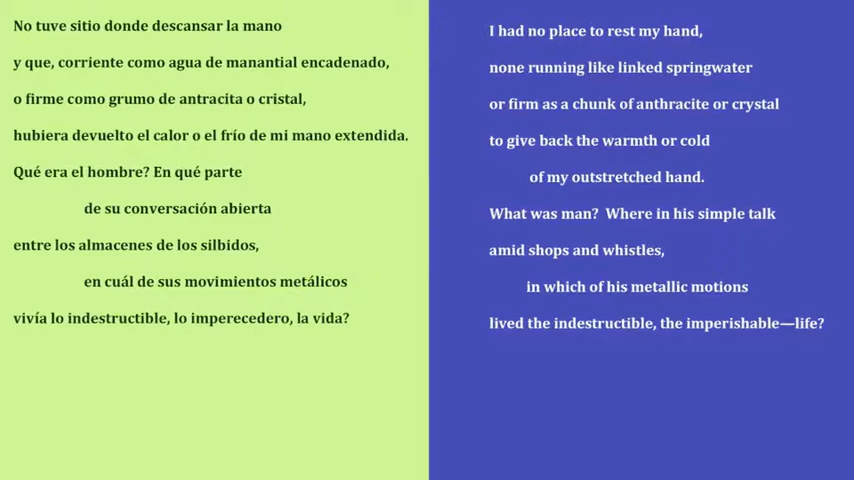 No tuve sitio donde descansar la mano
y que, corriente como agua de manantial encadenado,
o firme como grumo de antracita o cristal,
hubiera devuelto el calor o el frío de mi mano extendida.
Qué era el hombre? En qué parte
de su conversación abierta
entre los almacenes de los silbidos,
en cuál de sus movimientos metálicos
vivía lo indestructible, lo imperecedero, la vida?
I had no place to rest my hand,
none running like linked springwater
or firm as a chunk of anthracite or crystal
to give back the warmth or cold
of my outstretched hand.
What was man?  Where in his simple talk
amid shops and whistles,
in which of his metallic motions
lived the indestructible, the imperishable—life?